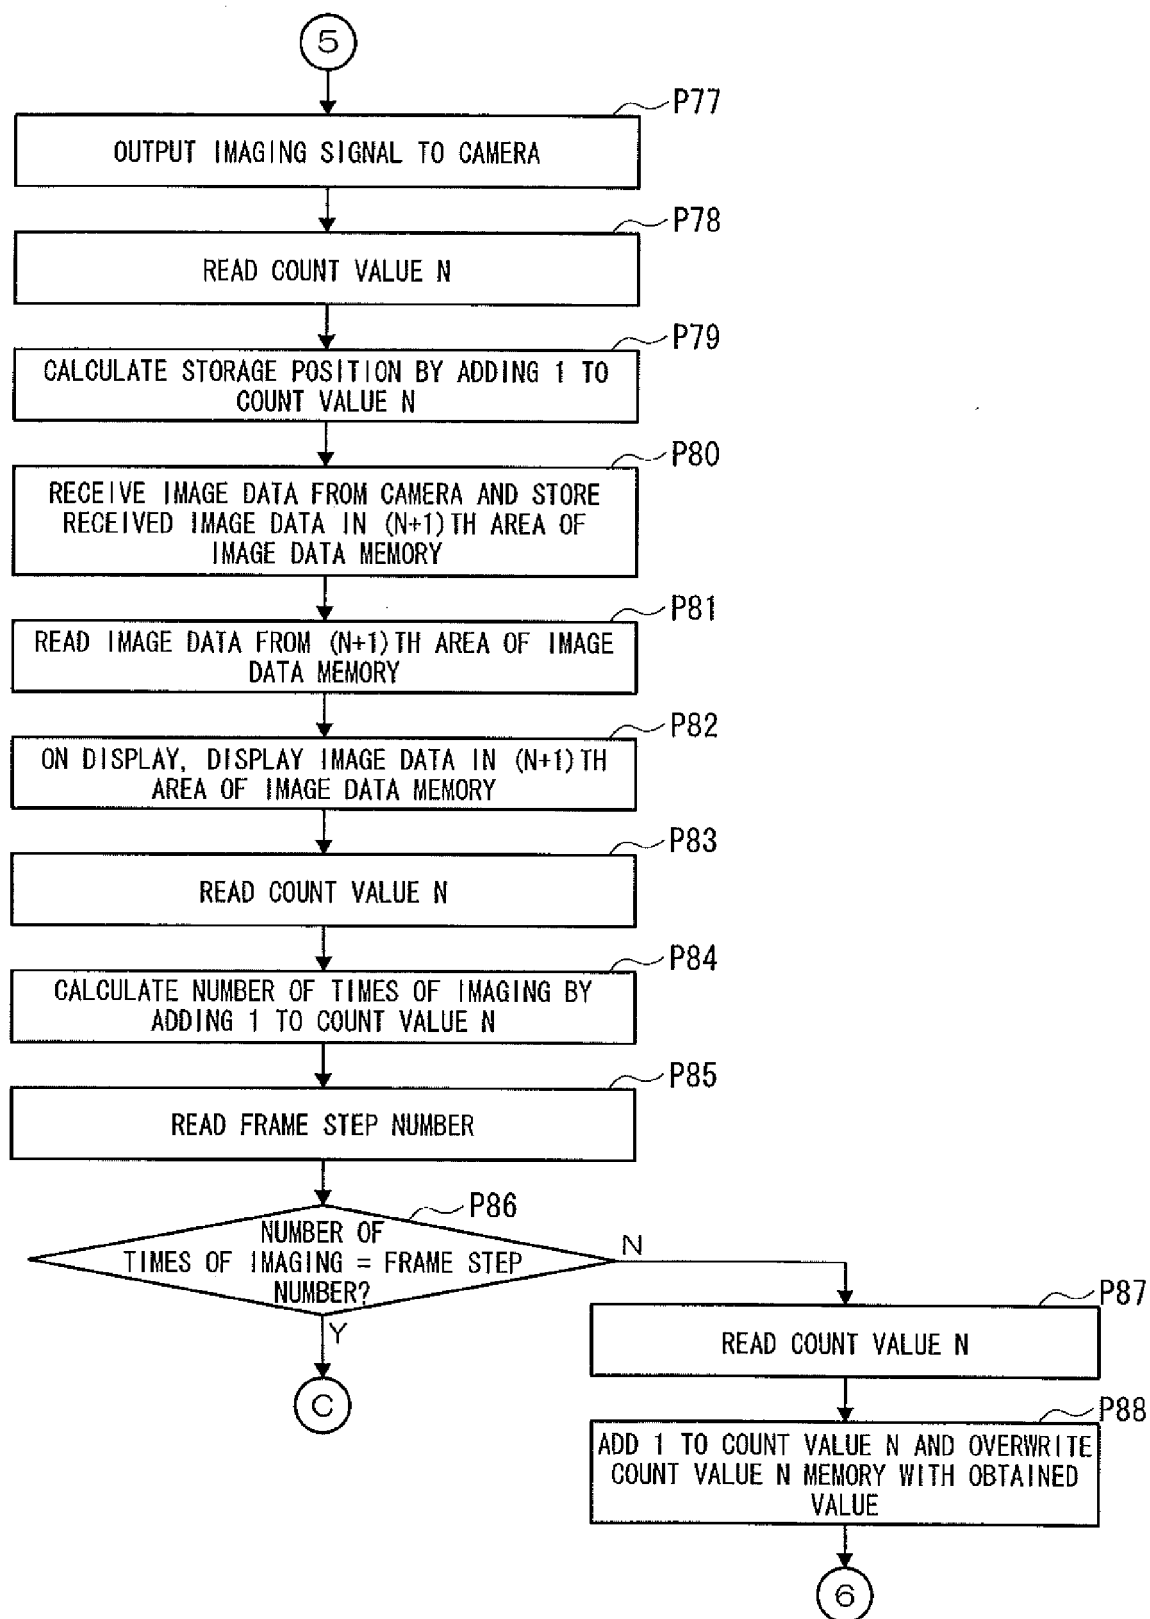 5
P77
OUTPUT IMAGING SIGNAL TO CAMERA
P78
READ COUNT VALUE N
P79
CALCULATE STORAGE POSITION BY ADDING 1 TO
COUNT VALUE N
P80
RECEIVE IMAGE DATA FROM CAMERA AND STORE
RECEIVED IMAGE DATA IN (N+1)TH AREA OF
IMAGE DATA MEMORY
P81
READ IMAGE DATA FROM (N+1)TH AREA OF IMAGE
DATA MEMORY
P82
ON DISPLAY, DISPLAY IMAGE DATA IN (N+1)TH
AREA OF IMAGE DATA MEMORY
P83
READ COUNT VALUE N
P84
CALCULATE NUMBER OF TIMES OF IMAGING BY
ADDING 1 TO COUNT VALUE N
P85
READ FRAME STEP NUMBER
P86
NUMBER OF
TIMES OF IMAGING = FRAME STEP
NUMBER?
N
Y
C
P87
READ COUNT VALUE N
P88
ADD 1 TO COUNT VALUE N AND OVERWRITE
COUNT VALUE N MEMORY WITH OBTAINED
VALUE
6